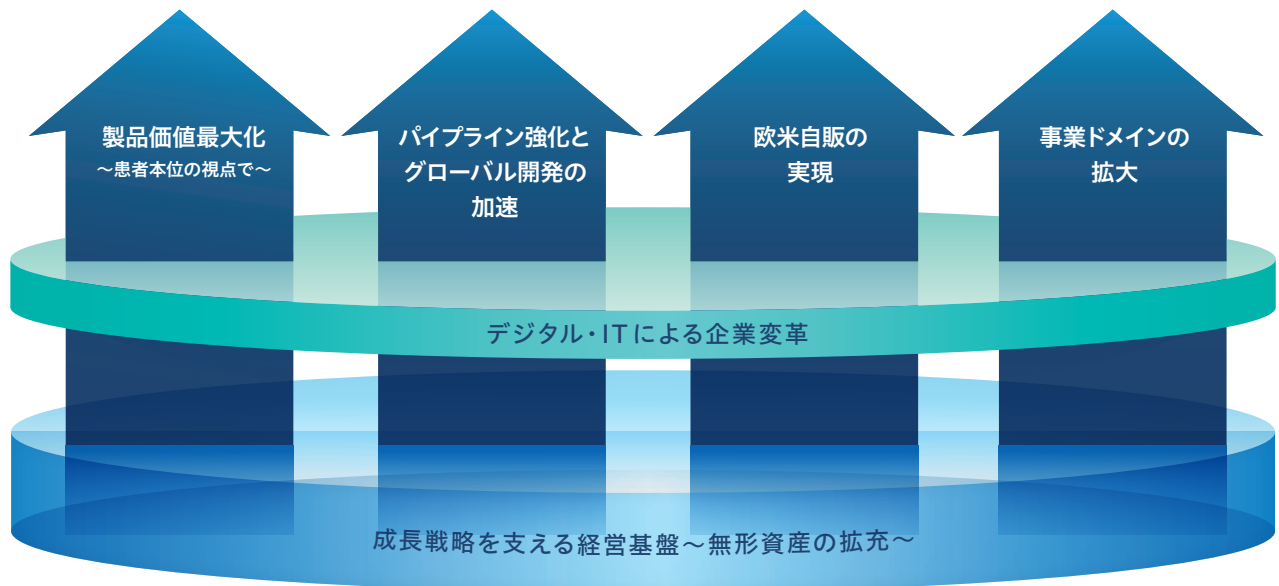 製品価値最大化
～患者本位の視点で～
パイプライン強化と
グローバル開発の
加速
欧米自販の
実現
事業ドメインの
拡大
デジタル・ITによる企業変革
成長戦略を支える経営基盤～無形資産の拡充～